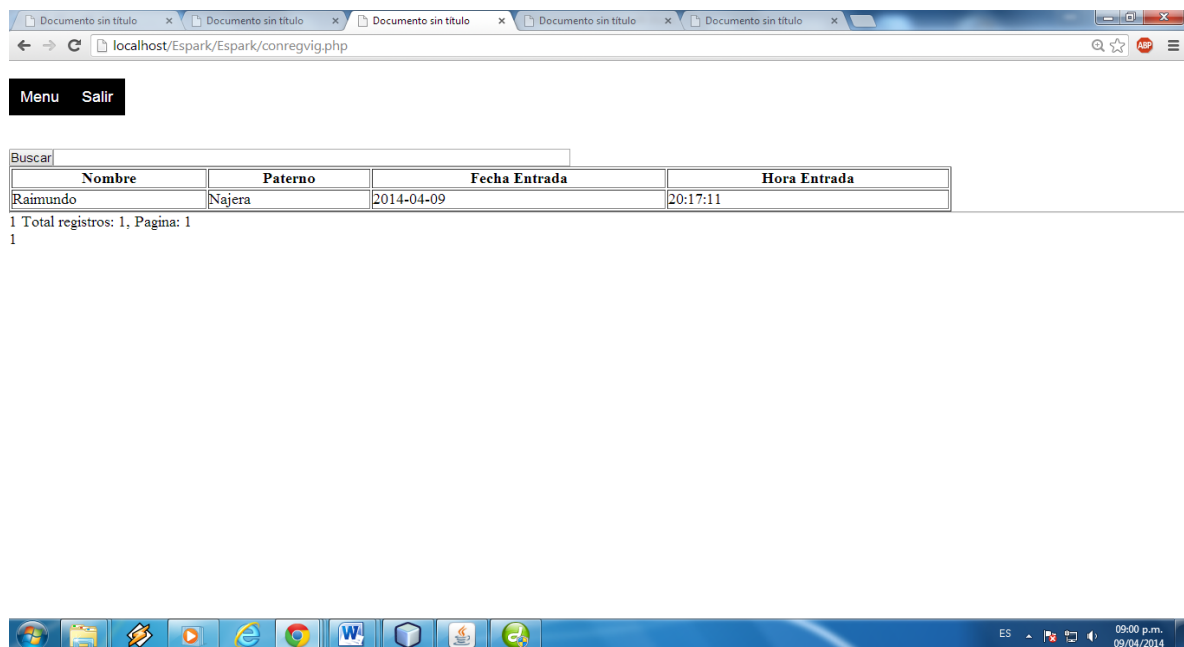 Documento sin título Documento sin título Documento sin título Documento sin título Documento sin título
localhost/Espark/Espark/conregvig.php ABP
Menu Salir
Buscar
Nombre Paterno Fecha Entrada Hora Entrada
Raimundo Najera 2014-04-09 20:17:11
1 Total registros: 1, Pagina: 1
1
W ES 09:00 p.m.
09/04/2014